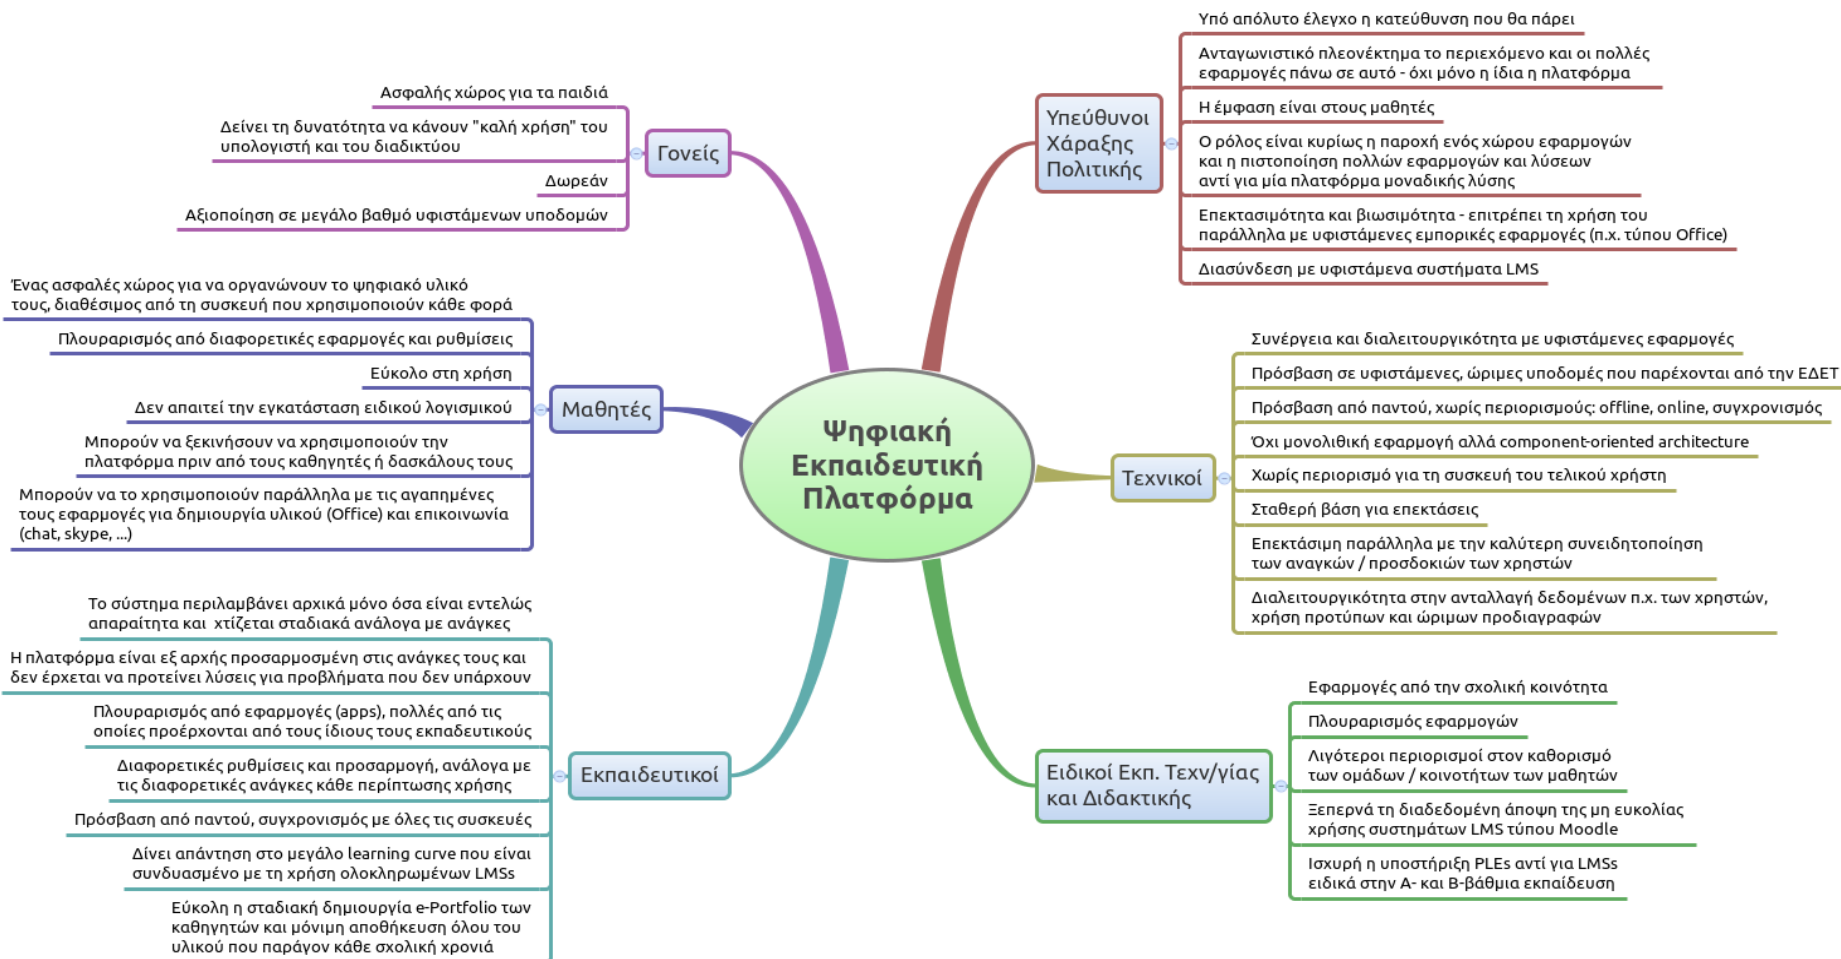 Ψηφιακή
Εκπαιδευτική
Πλατφόρμα
Γονείς
Ασφαλής χώρος για τα παιδιά
Δείνει τη δυνατότητα να κάνουν "καλή χρήση" του
υπολογιστή και του διαδικτύου
Δωρεάν
Αξιοποίηση σε μεγάλο βαθμό υφιστάμενων υποδομών
Μαθητές
Ένας ασφαλές χώρος για να οργανώνουν το ψηφιακό υλικό
τους, διαθέσιμος από τη συσκευή που χρησιμοποιούν κάθε φορά
Πλουραρισμός από διαφορετικές εφαρμογές και ρυθμίσεις
Εύκολο στη χρήση
Δεν απαιτεί την εγκατάσταση ειδικού λογισμικού
Μπορούν να ξεκινήσουν να χρησιμοποιούν την
πλατφόρμα πριν από τους καθηγητές ή δασκάλους τους
Μπορούν να το χρησιμοποιούν παράλληλα με τις αγαπημένες
τους εφαρμογές για δημιουργία υλικού (Office) και επικοινωνία
(chat, skype, ...)
Εκπαιδευτικοί
Το σύστημα περιλαμβάνει αρχικά μόνο όσα είναι εντελώς
απαραίτητα και  χτίζεται σταδιακά ανάλογα με ανάγκες
Η πλατφόρμα είναι εξ αρχής προσαρμοσμένη στις ανάγκες τους και
δεν έρχεται να προτείνει λύσεις για προβλήματα που δεν υπάρχουν
Πλουραρισμός από εφαρμογές (apps), πολλές από τις
οποίες προέρχονται από τους ίδιους τους εκπαδευτικούς
Διαφορετικές ρυθμίσεις και προσαρμογή, ανάλογα με
τις διαφορετικές ανάγκες κάθε περίπτωσης χρήσης
Πρόσβαση από παντού, συγχρονισμός με όλες τις συσκευές
Δίνει απάντηση στο μεγάλο learning curve που είναι
συνδυασμένο με τη χρήση ολοκληρωμένων LMSs
Εύκολη η σταδιακή δημιουργία e-Portfolio των
καθηγητών και μόνιμη αποθήκευση όλου του
υλικού που παράγον κάθε σχολική χρονιά
Υπεύθυνοι
Χάραξης
Πολιτικής
Υπό απόλυτο έλεγχο η κατεύθυνση που θα πάρει
Ανταγωνιστικό πλεονέκτημα το περιεχόμενο και οι πολλές
εφαρμογές πάνω σε αυτό - όχι μόνο η ίδια η πλατφόρμα
Η έμφαση είναι στους μαθητές
Ο ρόλος είναι κυρίως η παροχή ενός χώρου εφαρμογών
και η πιστοποίηση πολλών εφαρμογών και λύσεων
αντί για μία πλατφόρμα μοναδικής λύσης
Επεκτασιμότητα και βιωσιμότητα - επιτρέπει τη χρήση του
παράλληλα με υφιστάμενες εμπορικές εφαρμογές (π.χ. τύπου Office)
Διασύνδεση με υφιστάμενα συστήματα LMS
Τεχνικοί
Συνέργεια και διαλειτουργικότητα με υφιστάμενες εφαρμογές
Πρόσβαση σε υφιστάμενες, ώριμες υποδομές που παρέχονται από την ΕΔΕΤ
Πρόσβαση από παντού, χωρίς περιορισμούς: offline, online, συγχρονισμός
Όχι μονολιθική εφαρμογή αλλά component-oriented architecture
Χωρίς περιορισμό για τη συσκευή του τελικού χρήστη
Σταθερή βάση για επεκτάσεις
Επεκτάσιμη παράλληλα με την καλύτερη συνειδητοποίηση
των αναγκών / προσδοκιών των χρηστών
Διαλειτουργικότητα στην ανταλλαγή δεδομένων π.χ. των χρηστών,
χρήση προτύπων και ώριμων προδιαγραφών
Ειδικοί Εκπ. Τεχν/γίας
και Διδακτικής
Εφαρμογές από την σχολική κοινότητα
Πλουραρισμός εφαρμογών
Λιγότεροι περιορισμοί στον καθορισμό
των ομάδων / κοινοτήτων των μαθητών
Ξεπερνά τη διαδεδομένη άποψη της μη ευκολίας
χρήσης συστημάτων LMS τύπου Moodle
Ισχυρή η υποστήριξη PLEs αντί για LMSs
ειδικά στην Α- και Β-βάθμια εκπαίδευση